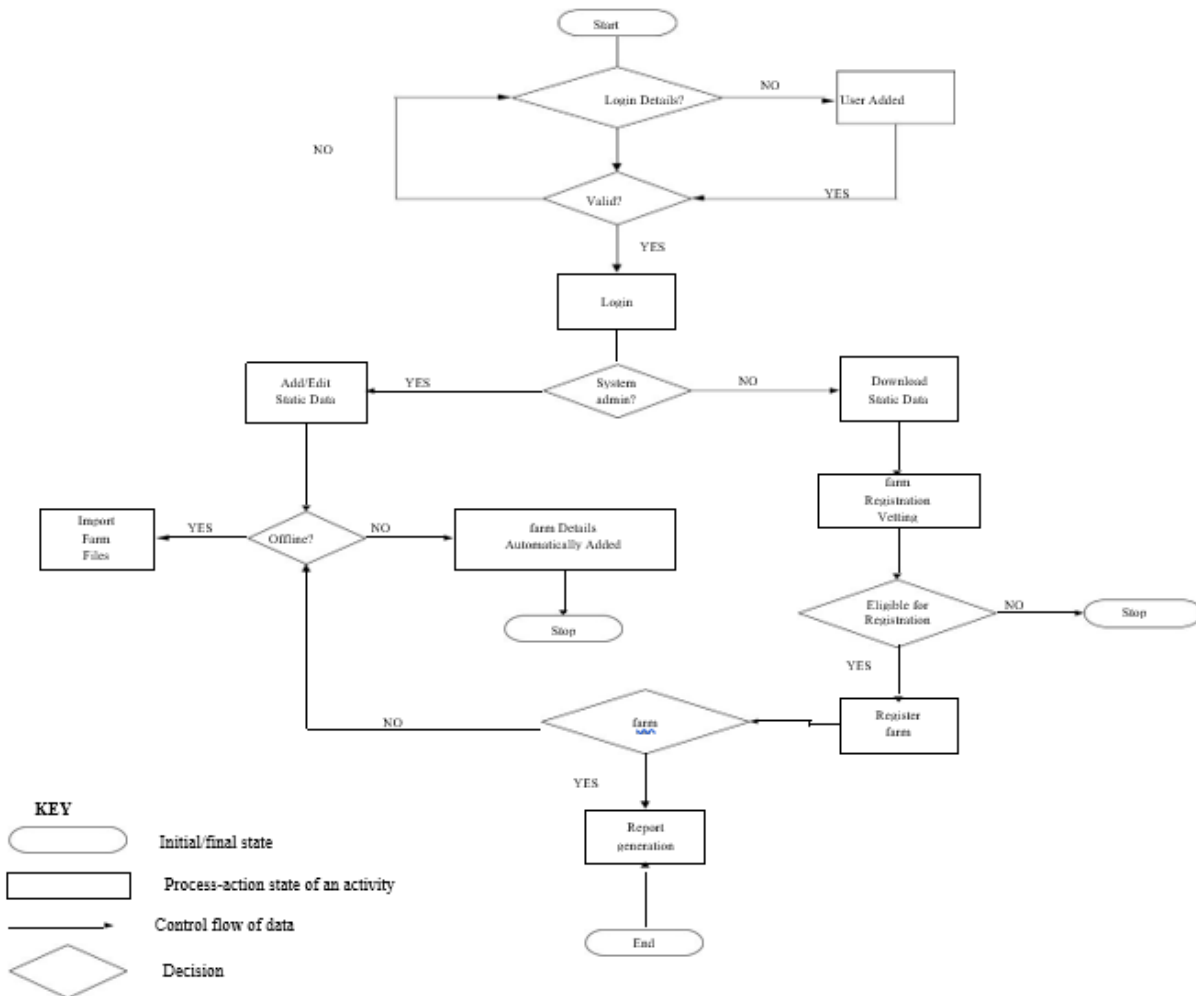 Start
Login Details?
NO
User Added
NO
Valid?
YES
YES
Login
Add/Edit
Static Data
YES
System
admin?
NO
Download
Static Data
farm
Registration
Vetting
Import
Farm
Files
YES
Offline?
NO
farm Details
Automatically Added
Eligible for
Registration
NO
Stop
Stop
YES
NO
farm
Register
farm
YES
Report
generation
End
KEY
Initial/final state
Process-action state of an activity
Control flow of data
Decision